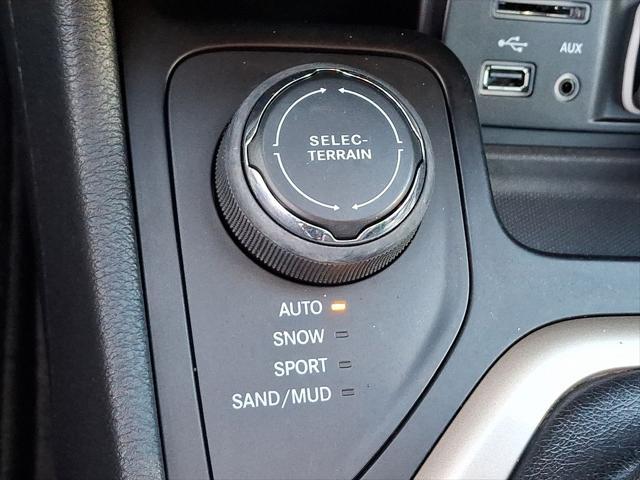 AUX
SELEC-
TERRAIN
AUTO
SNOW
SPORT
SAND/MUD